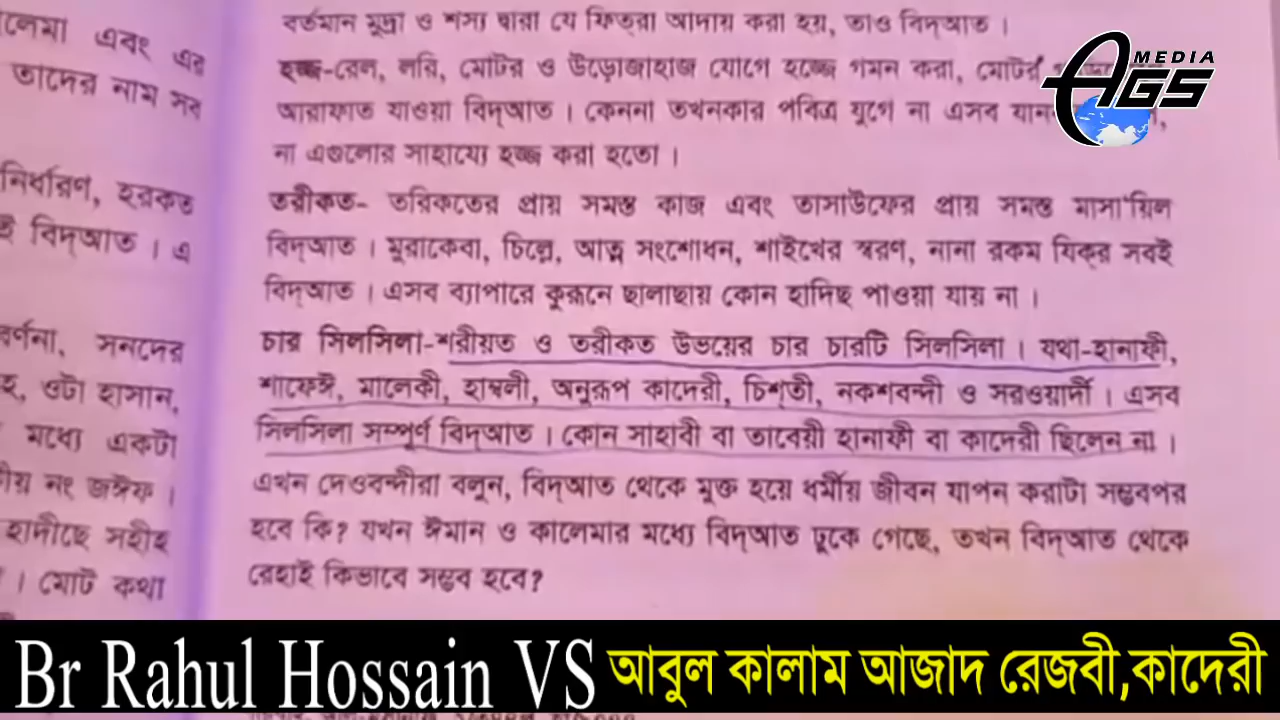 লেমা এবং এর
তাদের নাম সব
নির্ধারণ, হরকত
ই বিদ্আত । এ
বর্ণনা, সনদের
হ, ওটা হাসান,
মধ্যে একটা
নং জঈফ ।
হাদীছে সহীহ
। মোট কথা
বর্তমান মুদ্রা ও শস্য দ্বারা যে ফিত্‌রা আদায় করা হয়, তাও বিদ্‌আত ।
হজ্জ-রেল, লরি, মোটর ও উড়োজাহাজ যোগে হজ্জে গমন করা, মোটর
আরাফাত যাওয়া বিদ্‌আত । কেননা তখনকার পবিত্র যুগে না এসব যান
না এগুলোর সাহায্যে হজ্জ করা হতো ।
তরীকত- তরিকতের প্রায় সমস্ত কাজ এবং তাসাউফের প্রায় সমস্ত মাসা'য়িল
বিদ্‌আত । মুরাকেবা, চিল্লে, আত্ন সংশোধন, শাইখের স্বরণ, নানা রকম যিক্‌র সবই
বিদ্‌আত । এসব ব্যাপারে কুরূনে ছালাছায় কোন হাদিছ পাওয়া যায় না ।
চার সিলসিলা-শরীয়ত ও তরীকত উভয়ের চার চারটি সিলসিলা । যথা-হানাফী,
শাফেঈ, মালেকী, হাম্বলী, অনুরূপ কাদেরী, চিশ্‌তী, নকশবন্দী ও সরওয়ার্দী । এসব
সিলসিলা সম্পূর্ণ বিদ্‌আত । কোন সাহাবী বা তাবেয়ী হানাফী বা কাদেরী ছিলেন না ।
এখন দেওবন্দীরা বলুন, বিদ্‌আত থেকে মুক্ত হয়ে ধর্মীয় জীবন যাপন করাটা সম্ভবপর
হবে কি? যখন ঈমান ও কালেমার মধ্যে বিদ্‌আত ঢুকে গেছে, তখন বিদ্‌আত থেকে
রেহাই কিভাবে সম্ভব হবে?
AGS MEDIA
Br Rahul Hossain VS আবুল কালাম আজাদ রেজবী,কাদেরী